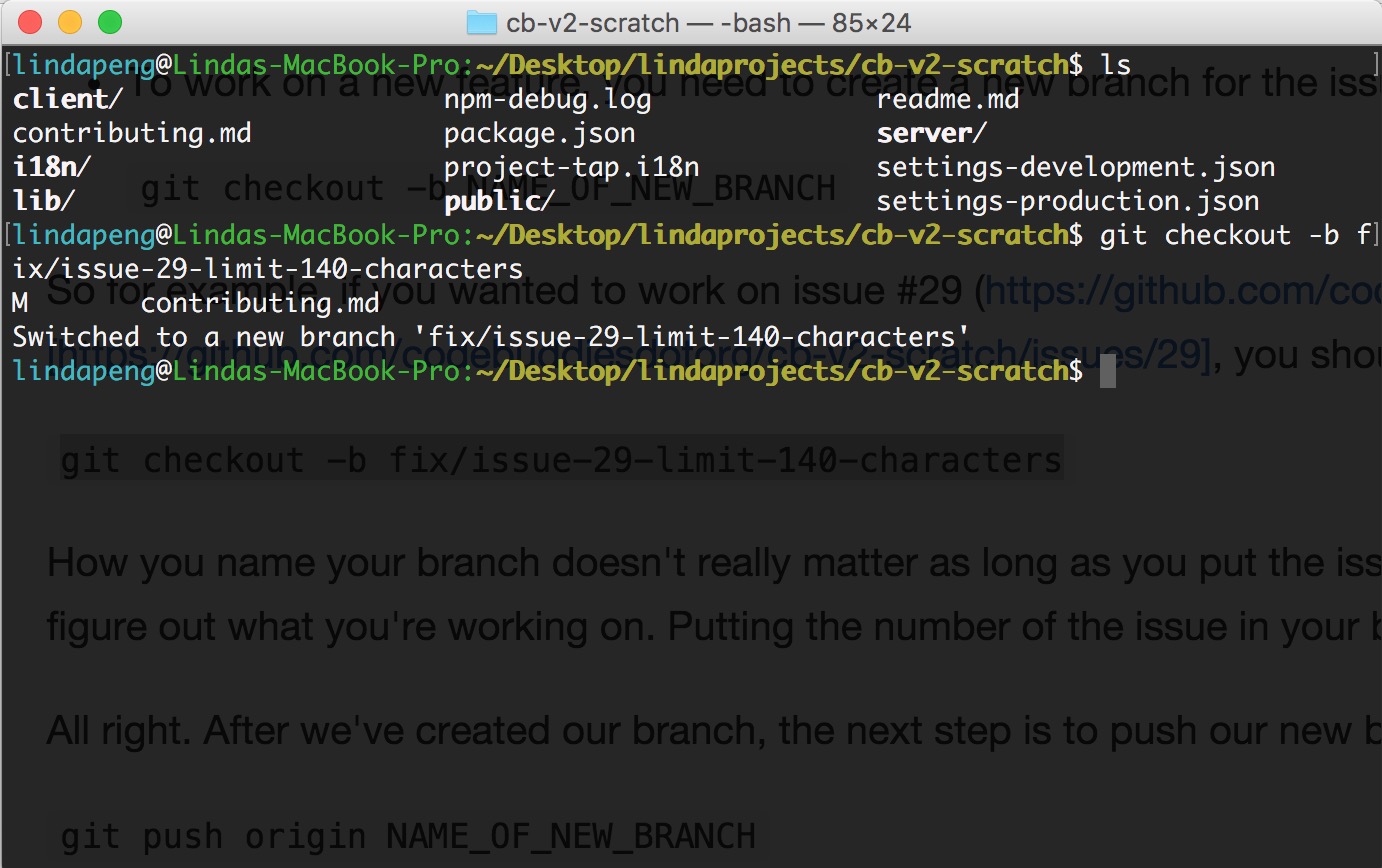 cb-v2-scratch — -bash — 85×24
[lindapeng@Lindas-MacBook-Pro:~/Desktop/lindaprojects/cb-v2-scratch$ ls ]
To work on a new feature, you need to create a new branch for the iss
client/ npm-debug.log readme.md
contributing.md package.json server/
i18n/ project-tap.i18n settings-development.json
git checkout -b NAME_OF_NEW_BRANCH
lib/ public/ settings-production.json
[lindapeng@Lindas-MacBook-Pro:~/Desktop/lindaprojects/cb-v2-scratch$ git checkout -b f]
ix/issue-29-limit-140-characters
So for example, if you wanted to work on issue #29 (https://github.com/cod
M contributing.md
Switched to a new branch 'fix/issue-29-limit-140-characters'
[https://github.com/codebuddies/cb-v2-scratch/issues/29], you shou
lindapeng@Lindas-MacBook-Pro:~/Desktop/lindaprojects/cb-v2-scratch$
git checkout -b fix/issue-29-limit-140-characters
How you name your branch doesn't really matter as long as you put the iss
figure out what you're working on. Putting the number of the issue in your b
All right. After we've created our branch, the next step is to push our new b
git push origin NAME_OF_NEW_BRANCH